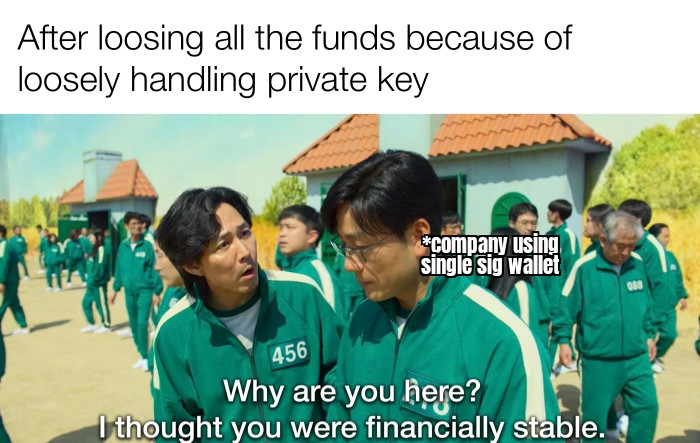 After loosing all the funds because of
loosely handling private key
*company using
single sig wallet
088
456
Why are you here?
I thought you were financially stable.